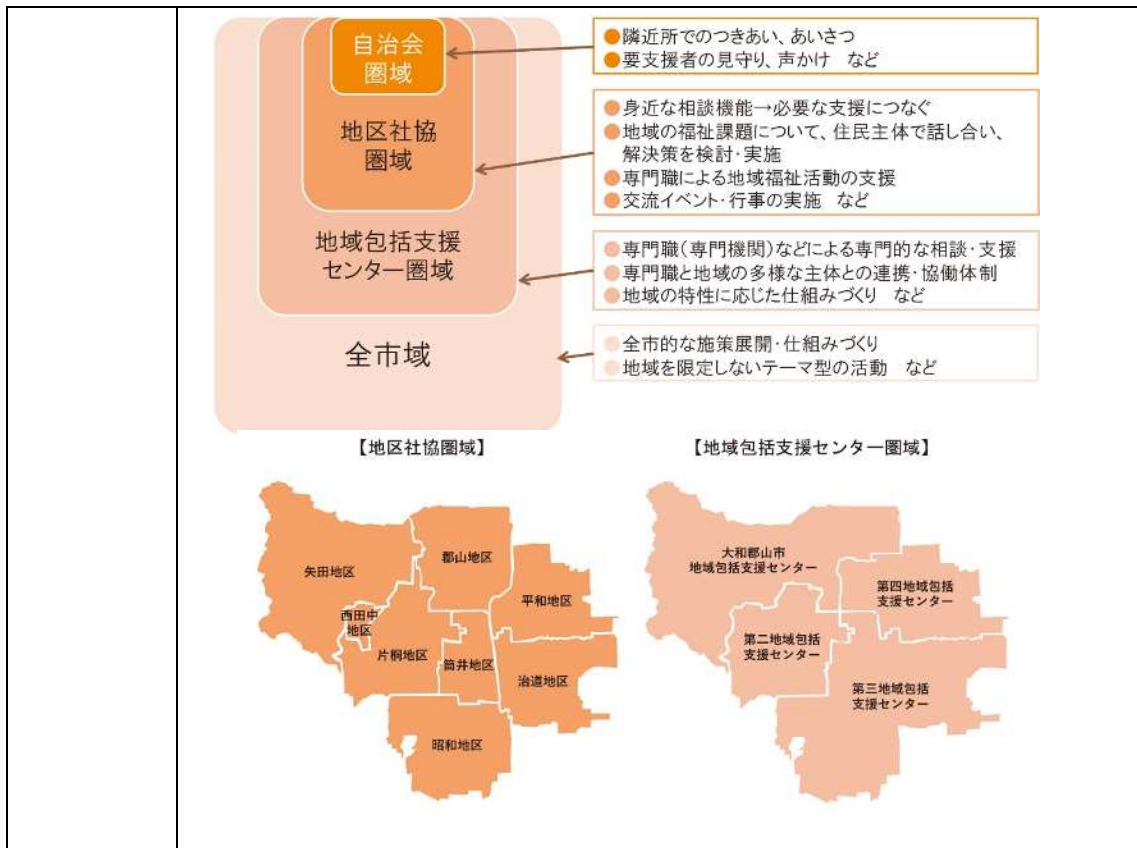 自治会
圏域
●隣近所でのつきあい、あいさつ
●要支援者の見守り、声かけ　など
地区社協
圏域
●身近な相談機能→必要な支援につなぐ
●地域の福祉課題について、住民主体で話し合い、
解決策を検討・実施
●専門職による地域福祉活動の支援
●交流イベント・行事の実施　など
地域包括支援
センター圏域
●専門職（専門機関）などによる専門的な相談・支援
●専門職と地域の多様な主体との連携・協働体制
●地域の特性に応じた仕組みづくり　など
全市域
●全市的な施策展開・仕組みづくり
●地域を限定しないテーマ型の活動　など
【地区社協圏域】
矢田地区
郡山地区
平和地区
西田中
地区
片桐地区
筒井地区
治道地区
昭和地区
【地域包括支援センター圏域】
大和郡山市
地域包括支援センター
第四地域包括
支援センター
第二地域包括
支援センター
第三地域包括
支援センター